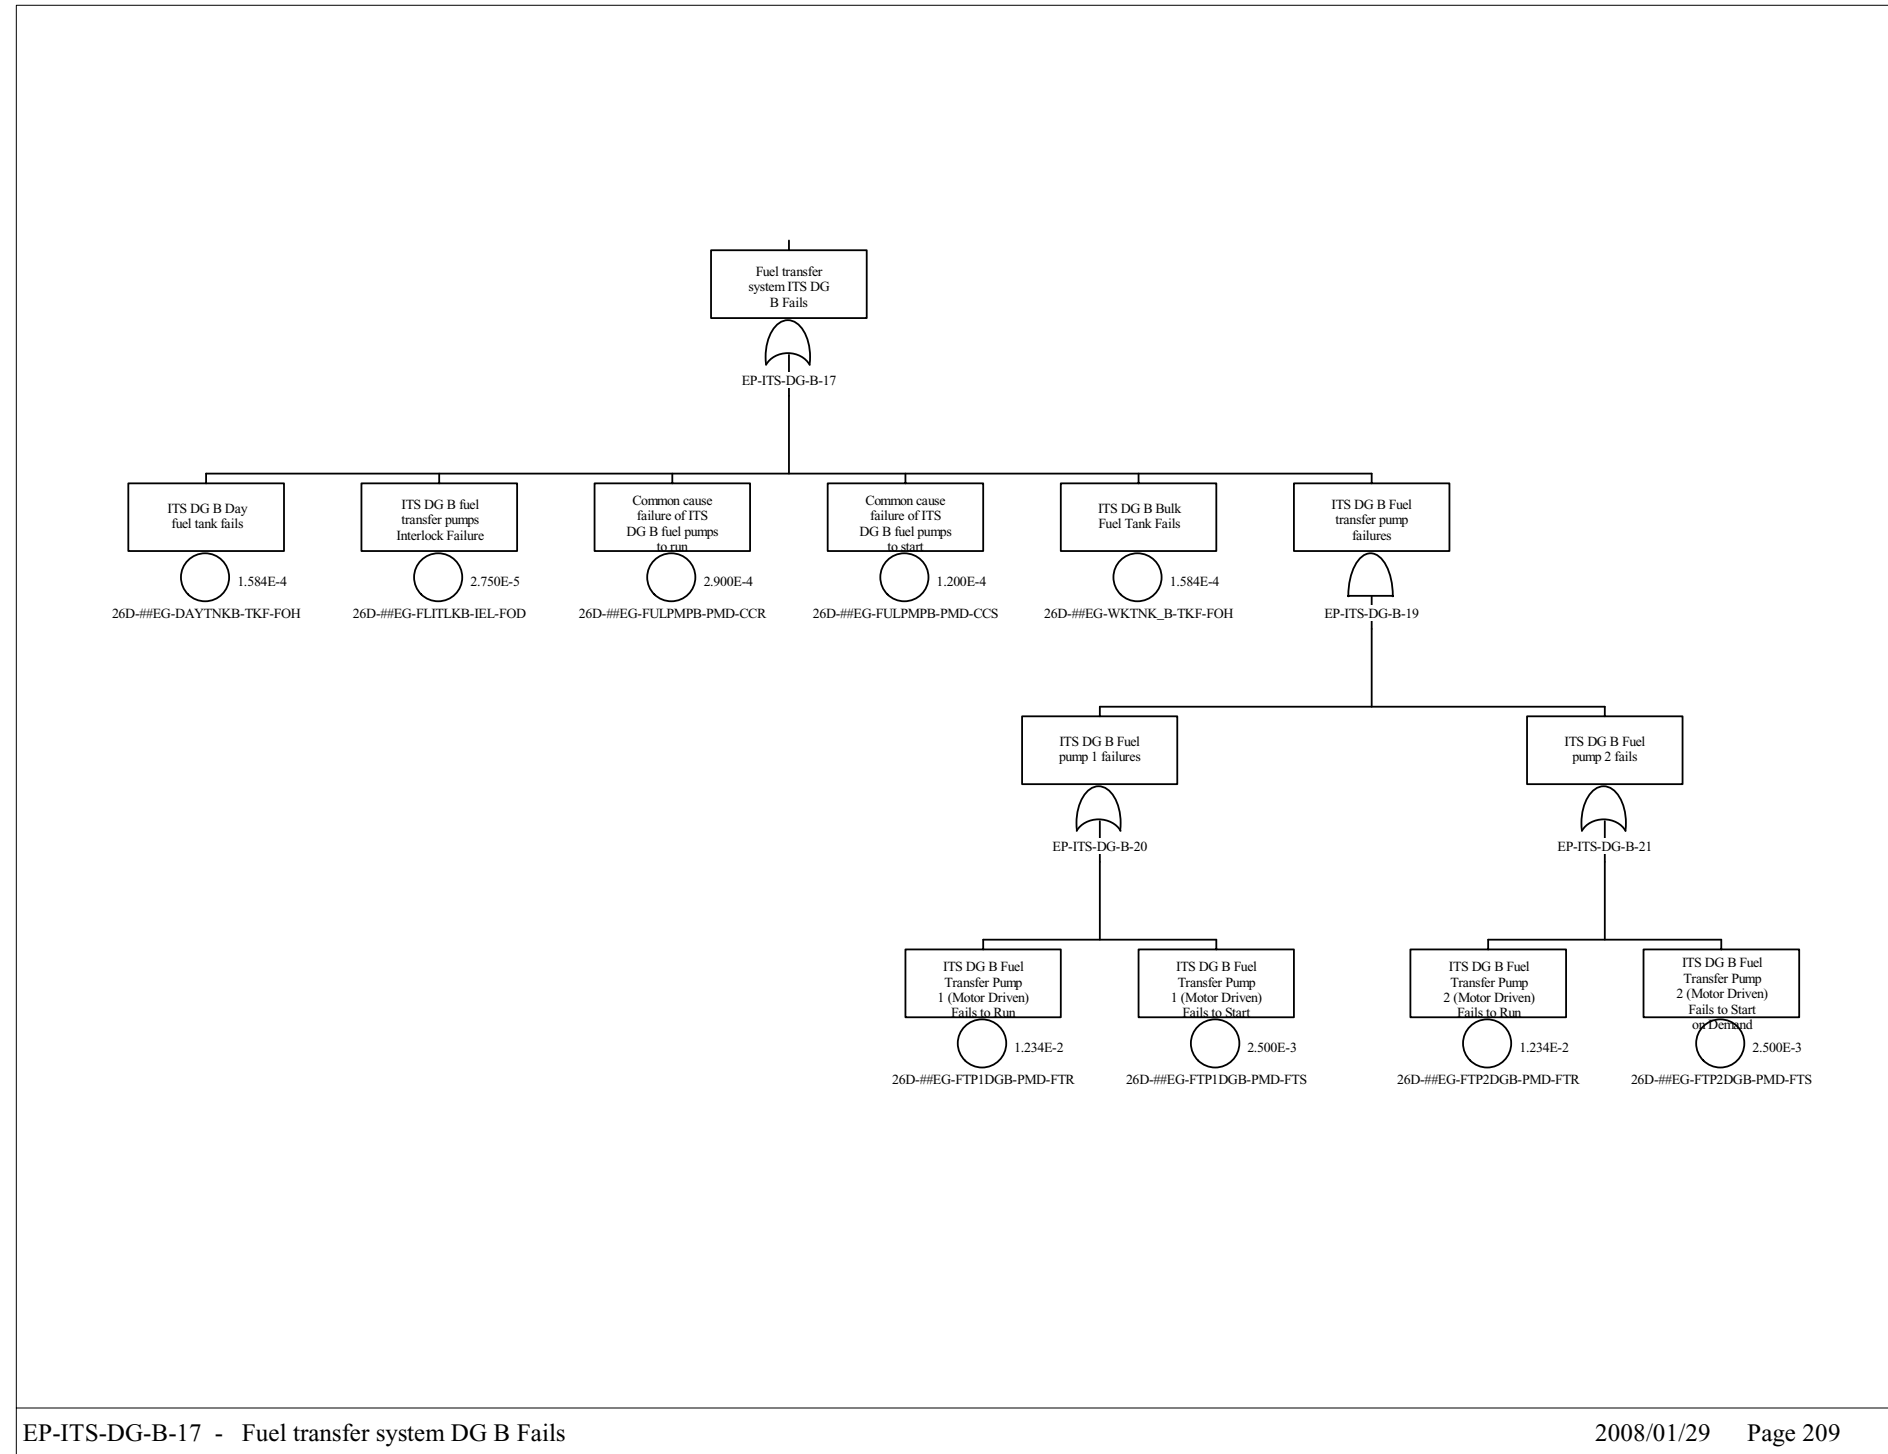 Fuel transfer
system ITS DG
B Fails
EP-ITS-DG-B-17
ITS DG B Day
fuel tank fails
1.584E-4
26D-##EG-DAYTNKB-TKF-FOH
ITS DG B fuel
transfer pumps
Interlock Failure
2.750E-5
26D-##EG-FLITLKB-IEL-FOD
Common cause
failure of ITS
DG B fuel pumps
to run
2.900E-4
26D-##EG-FULPMPB-PMD-CCR
Common cause
failure of ITS
DG B fuel pumps
to start
1.200E-4
26D-##EG-FULPMPB-PMD-CCS
ITS DG B Bulk
Fuel Tank Fails
1.584E-4
26D-##EG-WKTNK_B-TKF-FOH
ITS DG B Fuel
transfer pump
failures
EP-ITS-DG-B-19
ITS DG B Fuel
pump 1 failures
EP-ITS-DG-B-20
ITS DG B Fuel
pump 2 fails
EP-ITS-DG-B-21
ITS DG B Fuel
Transfer Pump
1 (Motor Driven)
Fails to Run
1.234E-2
26D-##EG-FTP1DGB-PMD-FTR
ITS DG B Fuel
Transfer Pump
1 (Motor Driven)
Fails to Start
2.500E-3
26D-##EG-FTP1DGB-PMD-FTS
ITS DG B Fuel
Transfer Pump
2 (Motor Driven)
Fails to Run
1.234E-2
26D-##EG-FTP2DGB-PMD-FTR
ITS DG B Fuel
Transfer Pump
2 (Motor Driven)
Fails to Start
on Demand
2.500E-3
26D-##EG-FTP2DGB-PMD-FTS
EP-ITS-DG-B-17 - Fuel transfer system DG B Fails
2008/01/29 Page 209